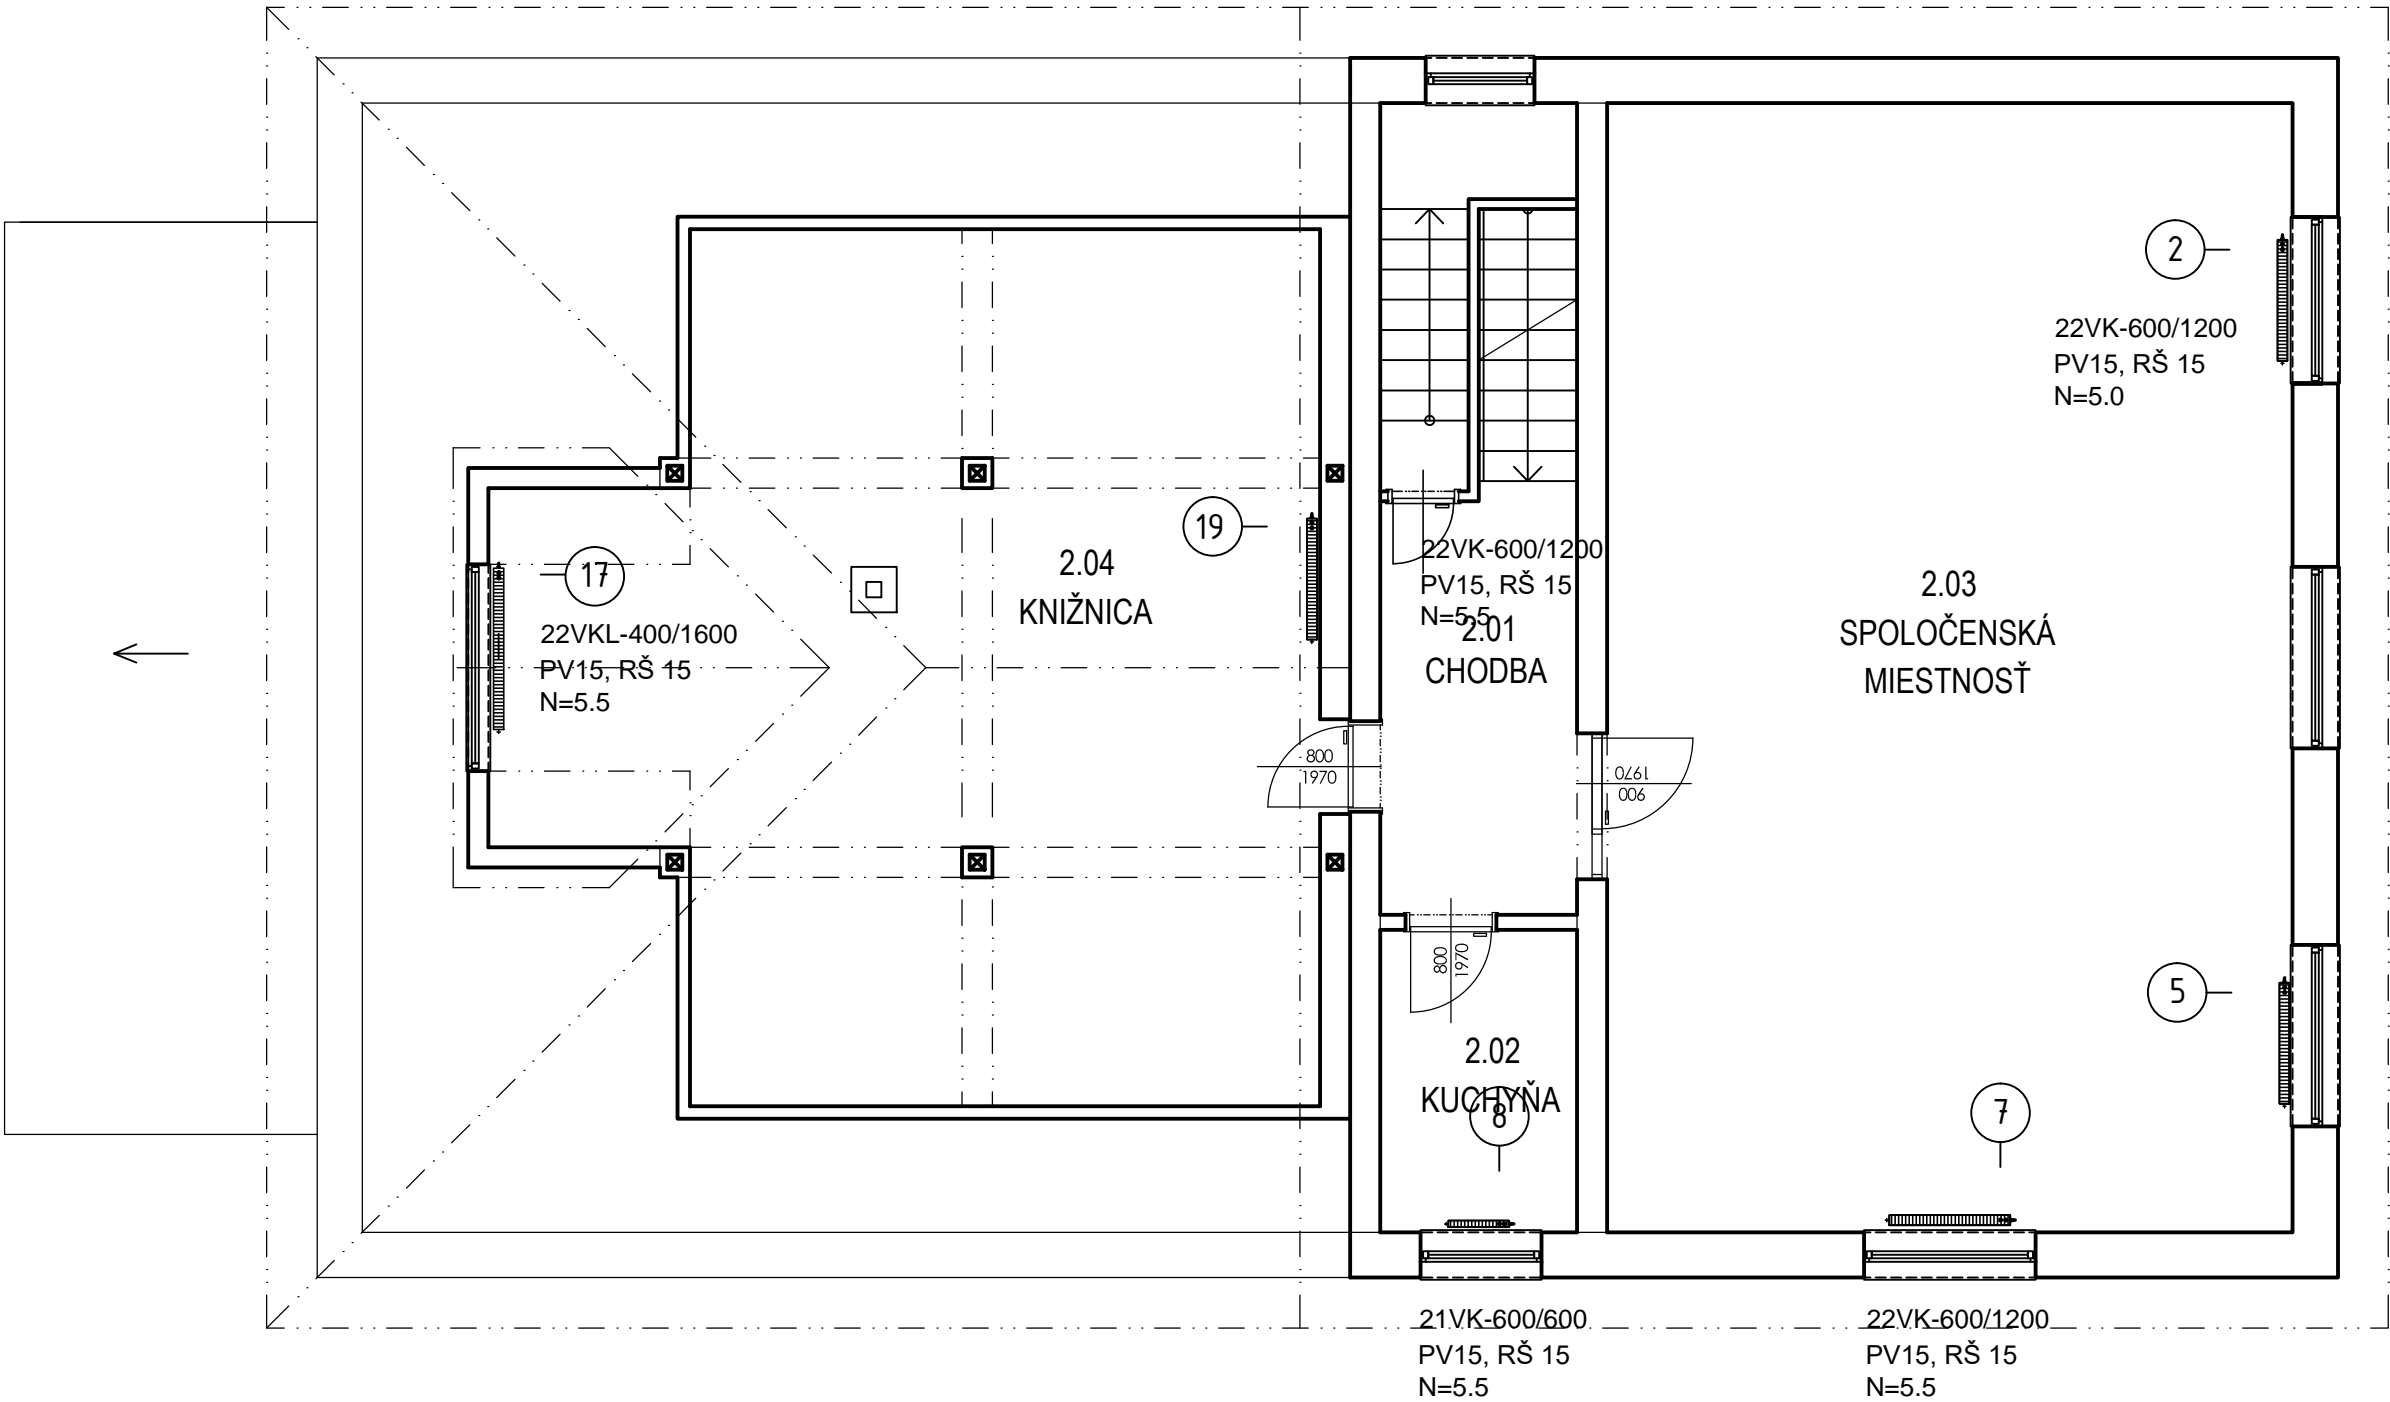 2
22VK-600/1200
PV15, RŠ 15
N=5.0
19
22VK-600/1200
PV15, RŠ 15
N=5.5
17
22VKL-400/1600
PV15, RŠ 15
N=5.5
2.04
KNIŽNICA
2.01
CHODBA
2.03
SPOLOČENSKÁ
MIESTNOSŤ
800
1970
900
1970
800
1970
5
2.02
KUCHYŇA
8
7
21VK-600/600
PV15, RŠ 15
N=5.5
22VK-600/1200
PV15, RŠ 15
N=5.5